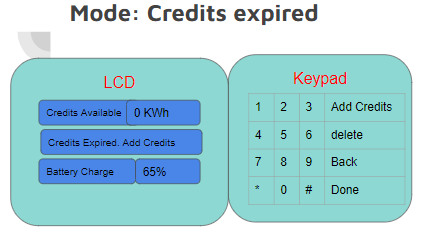 Mode: Credits expired
LCD
Credits Available 0 KWh
Credits Expired. Add Credits
Battery Charge 65%
Keypad
1 2 3 Add Credits
4 5 6 delete
7 8 9 Back
* 0 # Done